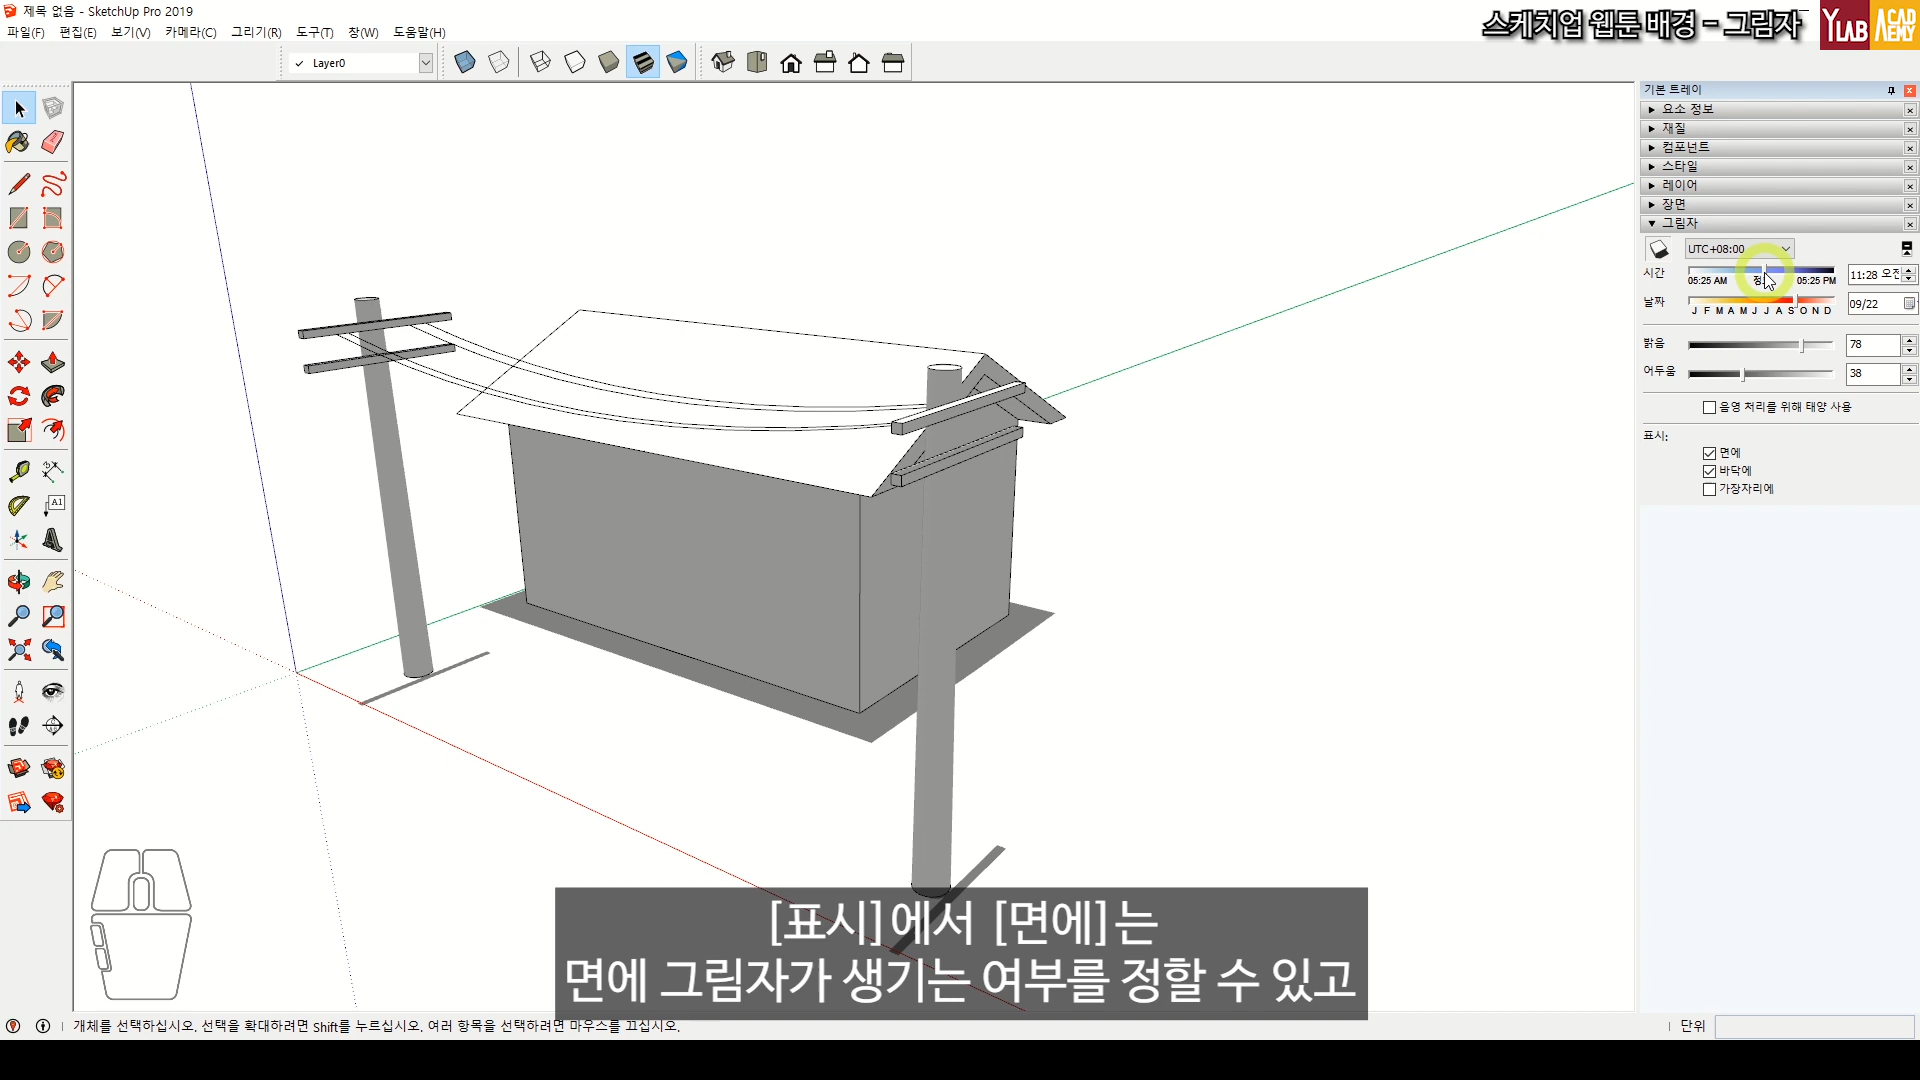 제목 없음 - SketchUp Pro 2019
파일(F) 편집(E) 보기(V) 카메라(C) 그리기(R) 도구(T) 창(W) 도움말(H)
스케치업 웹툰 배경 - 그림자
YLAB ACADEMY
Layer0
기본 트레이
요소 정보
재질
컴포넌트
스타일
레이어
장면
그림자
UTC+08:00
시간
05:25 AM
05:25 PM
11:28 오전
날짜
J F M A M J J A S O N D
09/22
밝음
78
어두움
38
음영 처리를 위해 태양 사용
표시:
면에
바닥에
가장자리에
A1
[표시]에서 [면에]는
면에 그림자가 생기는 여부를 정할 수 있고
개체를 선택하십시오. 선택을 확대하려면 Shift를 누르십시오. 여러 항목을 선택하려면 마우스를 끄십시오.
단위